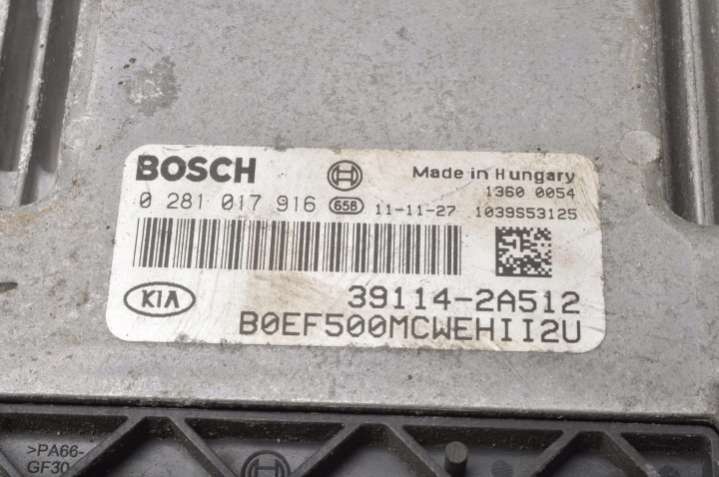 BOSCH Made in Hungary
1360 0054
0 281 017 916 658 11-11-27 1039S53125
KIA 39114-2A512
B0EF500MCWEHII2U
>PA66-
GF30